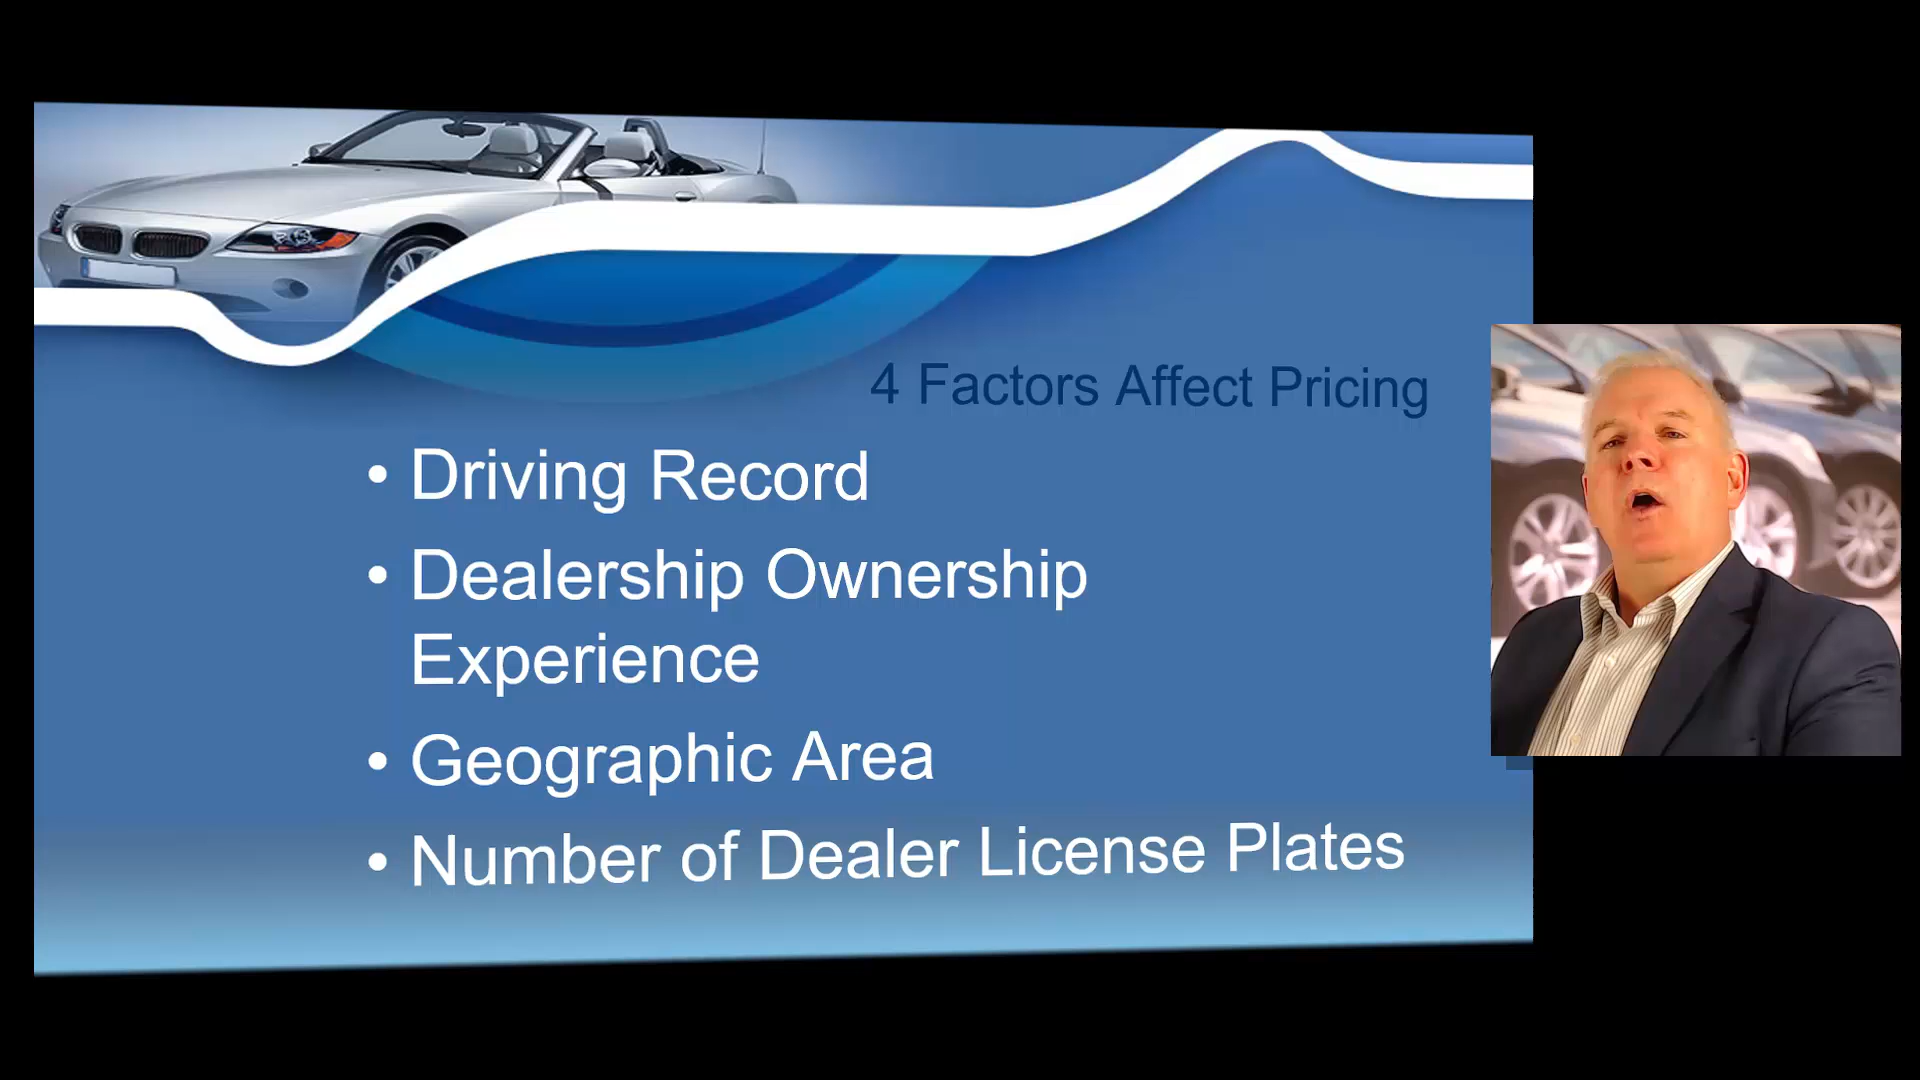 4 Factors Affect Pricing
• Driving Record
• Dealership Ownership
Experience
• Geographic Area
• Number of Dealer License Plates